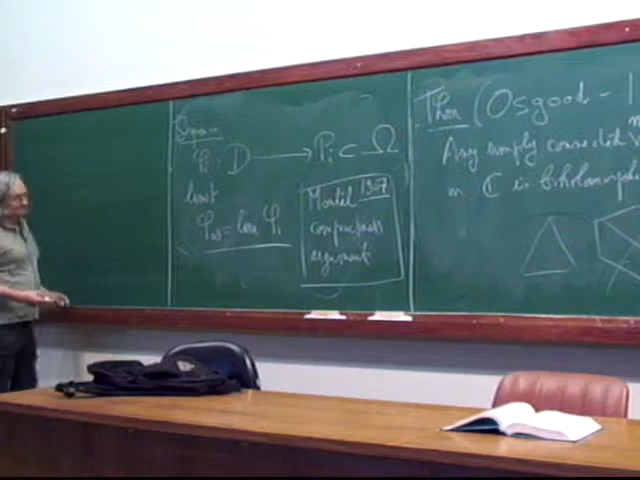 Sequence
φi : D ⟶ Pi ⊂ Ω
limit
φ∞ = lim φi
Montel 1907
compactness
argument
Thm (Osgood -
Any simply connected
in C is biholomorphic